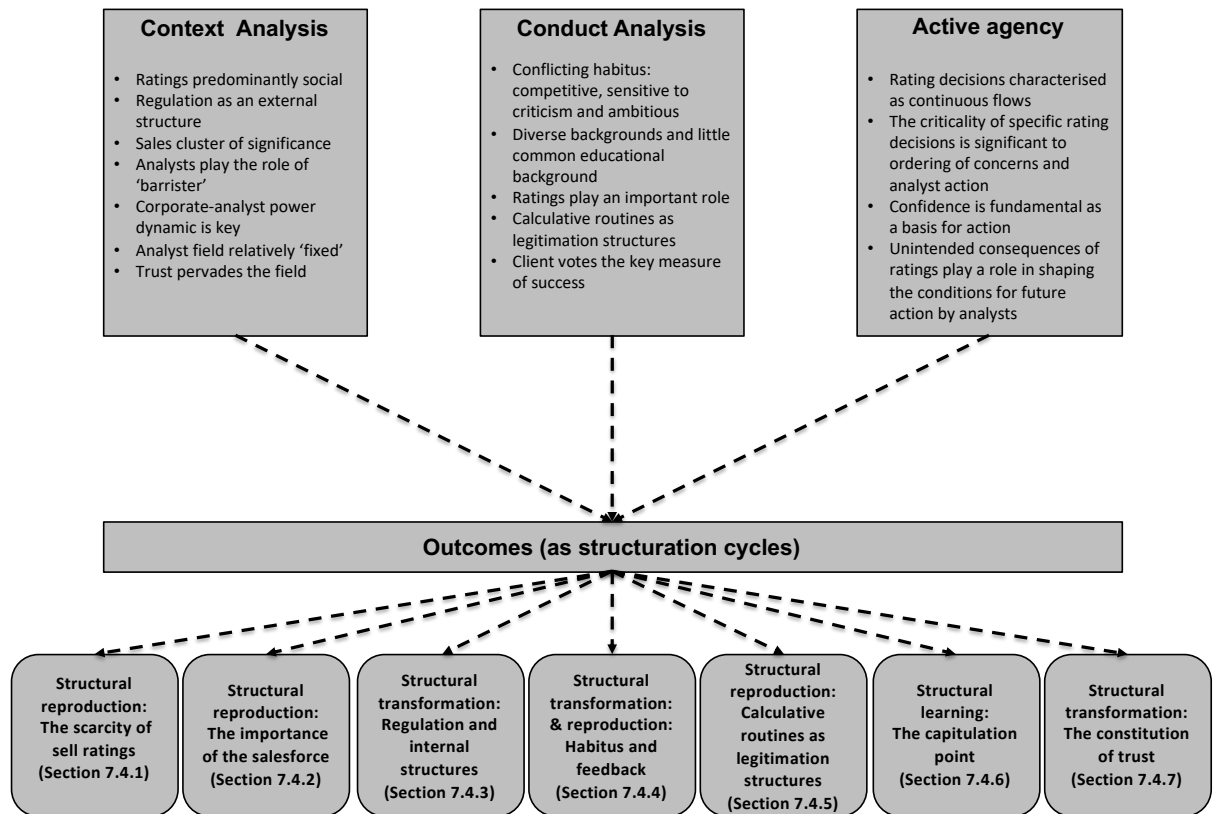 Context Analysis
• Ratings predominantly social
• Regulation as an external
structure
• Sales cluster of significance
• Analysts play the role of
‘barrister’
• Corporate-analyst power
dynamic is key
• Analyst field relatively ‘fixed’
• Trust pervades the field
Conduct Analysis
• Conflicting habitus:
competitive, sensitive to
criticism and ambitious
• Diverse backgrounds and little
common educational
background
• Ratings play an important role
• Calculative routines as
legitimation structures
• Client votes the key measure
of success
Active agency
• Rating decisions characterised
as continuous flows
• The criticality of specific rating
decisions is significant to
ordering of concerns and
analyst action
• Confidence is fundamental as
a basis for action
• Unintended consequences of
ratings play a role in shaping
the conditions for future
action by analysts
Outcomes (as structuration cycles)
Structural
reproduction:
The scarcity of
sell ratings
(Section 7.4.1)
Structural
reproduction:
The importance
of the salesforce
(Section 7.4.2)
Structural
transformation:
Regulation and
internal
structures
(Section 7.4.3)
Structural
transformation:
& reproduction:
Habitus and
feedback
(Section 7.4.4)
Structural
reproduction:
Calculative
routines as
legitimation
structures
(Section 7.4.5)
Structural
learning:
The capitulation
point
(Section 7.4.6)
Structural
transformation:
The constitution
of trust
(Section 7.4.7)